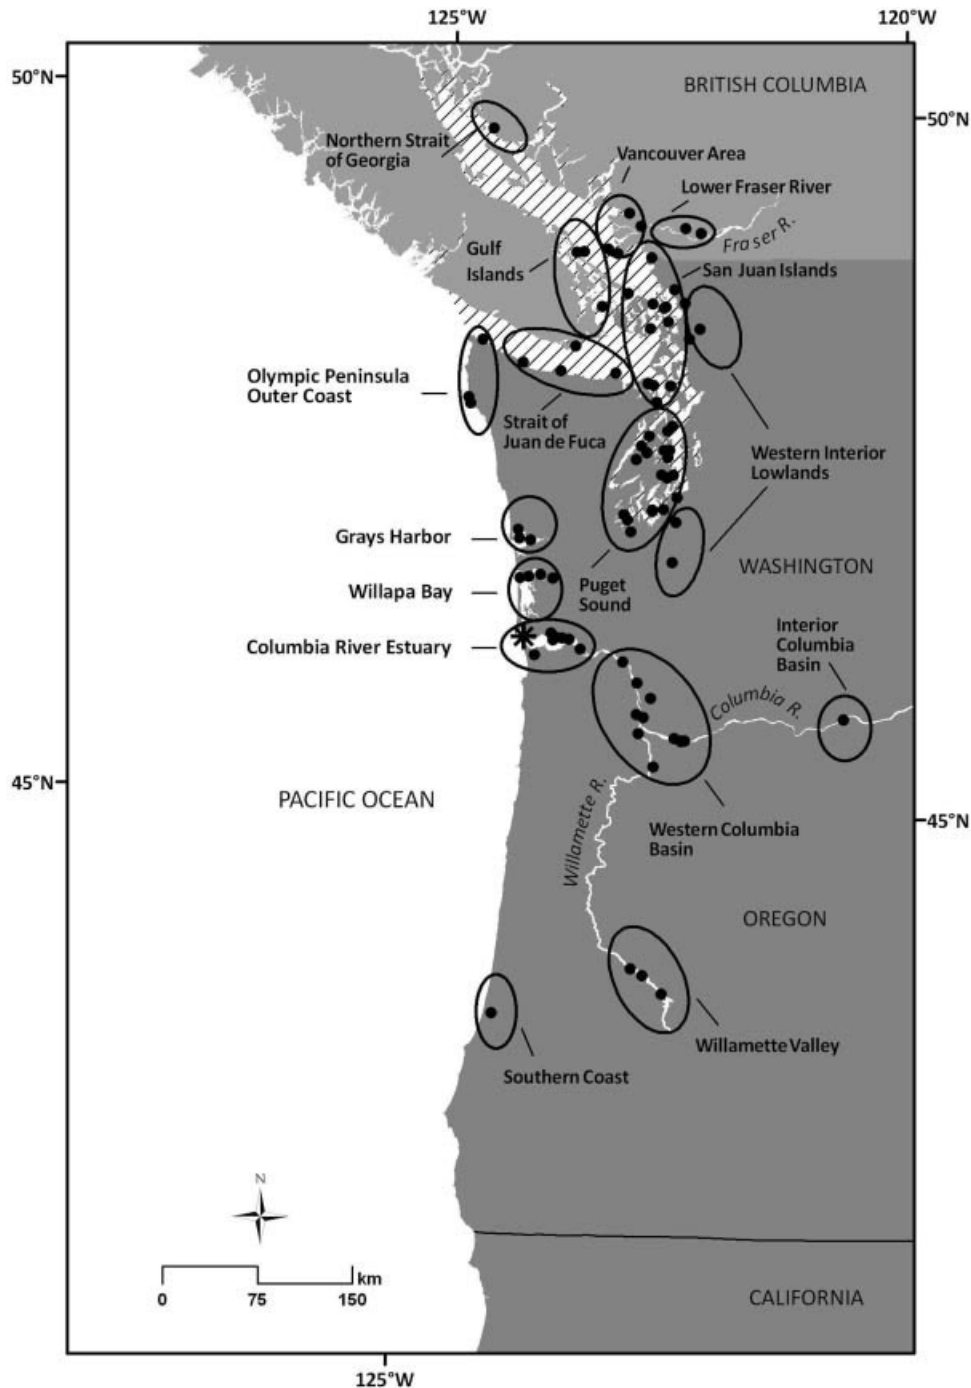 125°W
120°W
50°N
BRITISH COLUMBIA
50°N
Northern Strait
of Georgia
Vancouver Area
Lower Fraser River
Fraser R.
Gulf
Islands
San Juan Islands
Olympic Peninsula
Outer Coast
Strait of
Juan de Fuca
Western Interior
Lowlands
Grays Harbor
WASHINGTON
Willapa Bay
Puget
Sound
Interior
Columbia
Basin
Columbia River Estuary
Columbia R.
45°N
PACIFIC OCEAN
Willamette R.
45°N
Western Columbia
Basin
OREGON
Willamette Valley
Southern Coast
N
km
0 75 150
CALIFORNIA
125°W